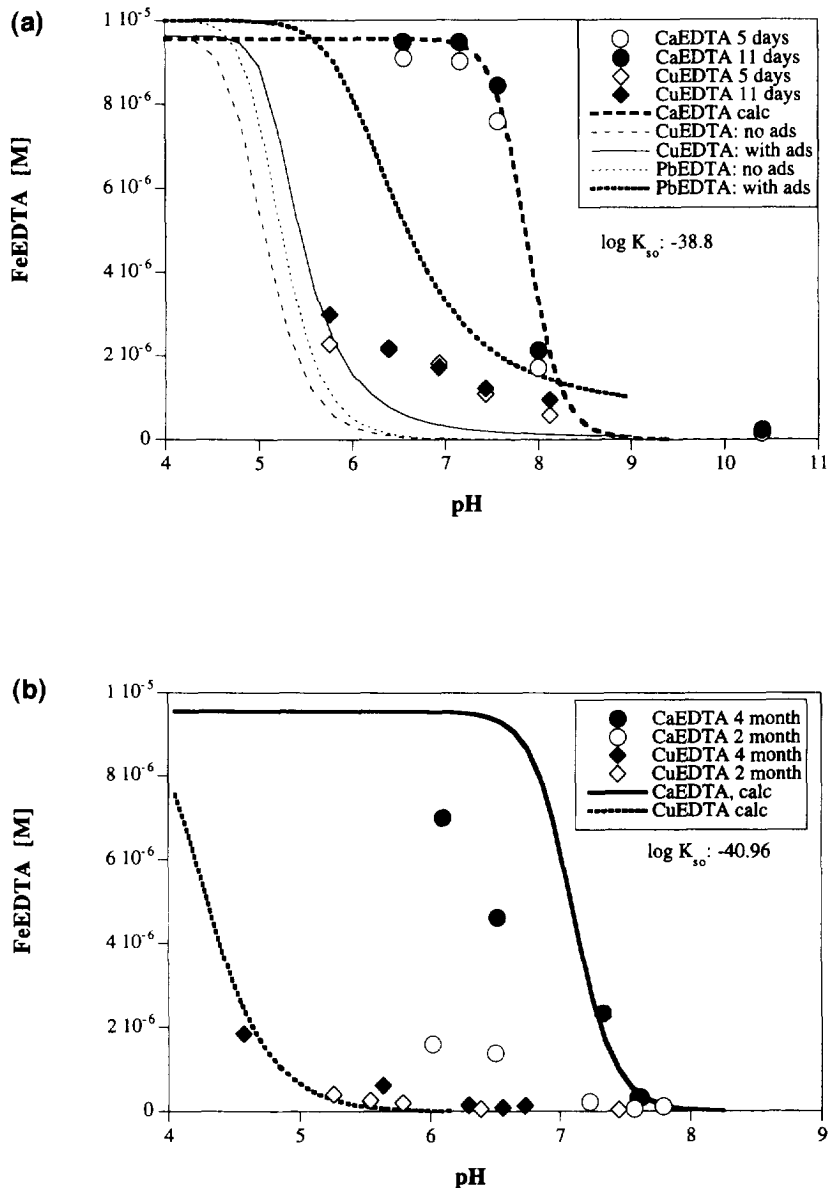 (a)
1 10⁻⁵
8 10⁻⁶
6 10⁻⁶
4 10⁻⁶
2 10⁻⁶
0
FeEDTA [M]
CaEDTA 5 days
CaEDTA 11 days
CuEDTA 5 days
CuEDTA 11 days
CaEDTA calc
CuEDTA: no ads
CuEDTA: with ads
PbEDTA: no ads
PbEDTA: with ads
log K_so: -38.8
4 5 6 7 8 9 10 11
pH
(b)
1 10⁻⁵
8 10⁻⁶
6 10⁻⁶
4 10⁻⁶
2 10⁻⁶
0
FeEDTA [M]
CaEDTA 4 month
CaEDTA 2 month
CuEDTA 4 month
CuEDTA 2 month
CaEDTA, calc
CuEDTA calc
log K_so: -40.96
4 5 6 7 8 9
pH